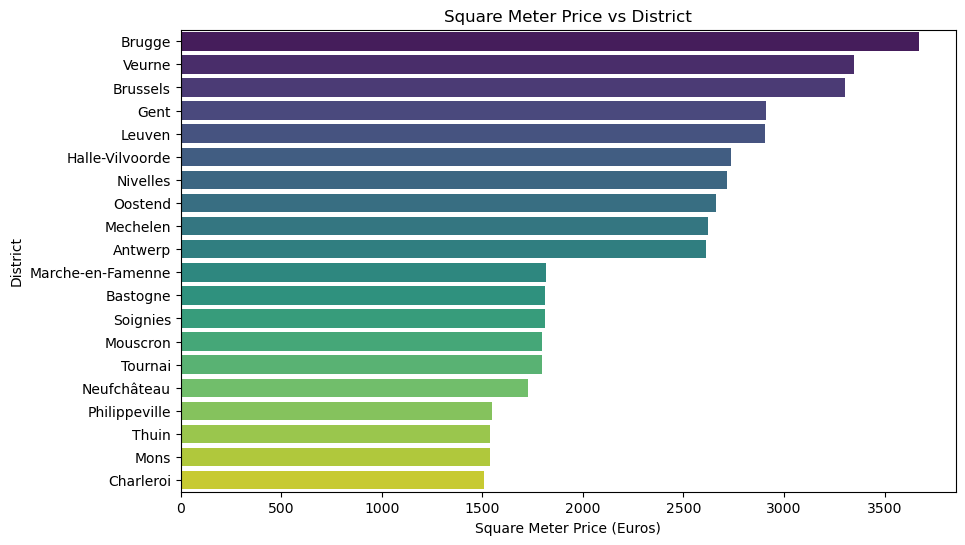 Square Meter Price vs District
District
Brugge
Veurne
Brussels
Gent
Leuven
Halle-Vilvoorde
Nivelles
Oostend
Mechelen
Antwerp
Marche-en-Famenne
Bastogne
Soignies
Mouscron
Tournai
Neufchâteau
Philippeville
Thuin
Mons
Charleroi
0 500 1000 1500 2000 2500 3000 3500
Square Meter Price (Euros)